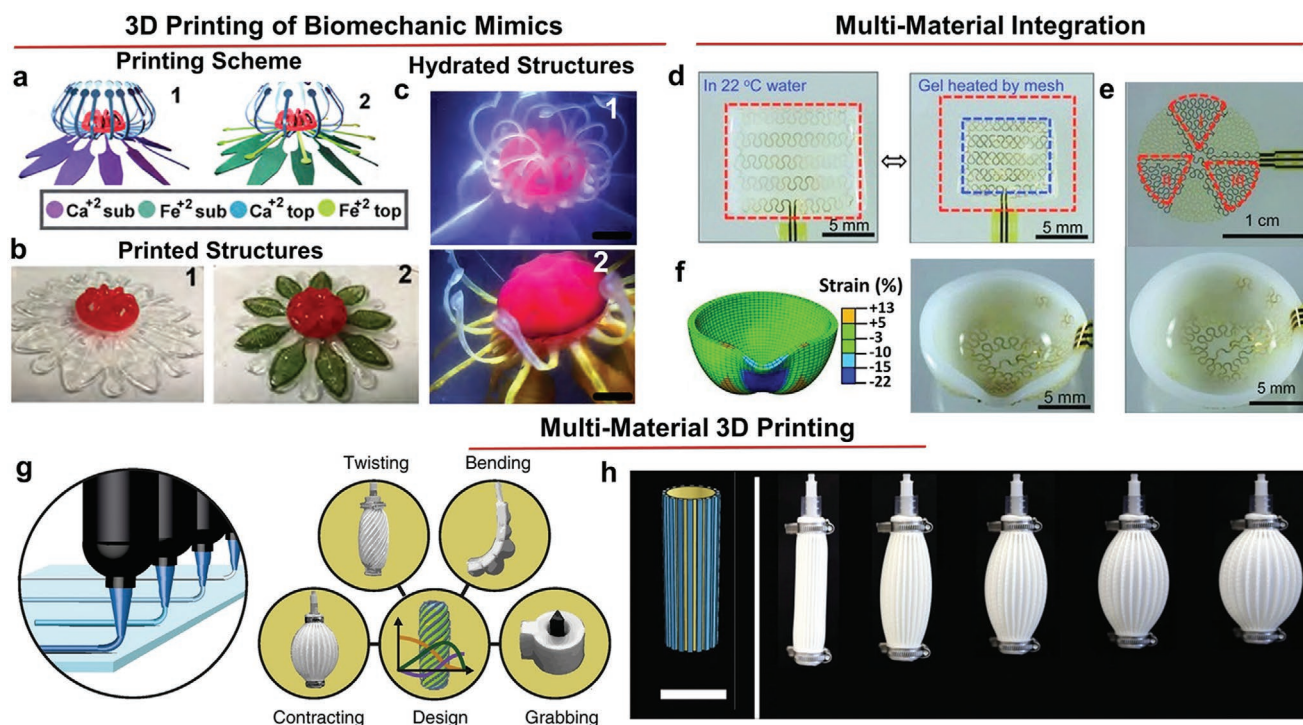 3D Printing of Biomechanic Mimics
Multi-Material Integration
a
Printing Scheme
1
2
Ca+2 sub
Fe+2 sub
Ca+2 top
Fe+2 top
b
Printed Structures
1
2
c
Hydrated Structures
1
2
d
In 22 °C water
5 mm
Gel heated by mesh
5 mm
e
1 cm
f
Strain (%)
+13
+5
-3
-10
-15
-22
5 mm
5 mm
Multi-Material 3D Printing
g
Twisting
Bending
Contracting
Design
Grabbing
h